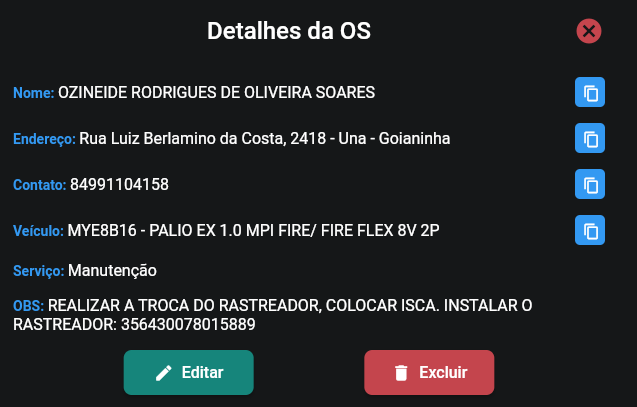 Detalhes da OS
Nome: OZINEIDE RODRIGUES DE OLIVEIRA SOARES
Endereço: Rua Luiz Berlamino da Costa, 2418 - Una - Goianinha
Contato: 84991104158
Veículo: MYE8B16 - PALIO EX 1.0 MPI FIRE/ FIRE FLEX 8V 2P
Serviço: Manutenção
OBS: REALIZAR A TROCA DO RASTREADOR, COLOCAR ISCA. INSTALAR O
RASTREADOR: 356430078015889
Editar
Excluir